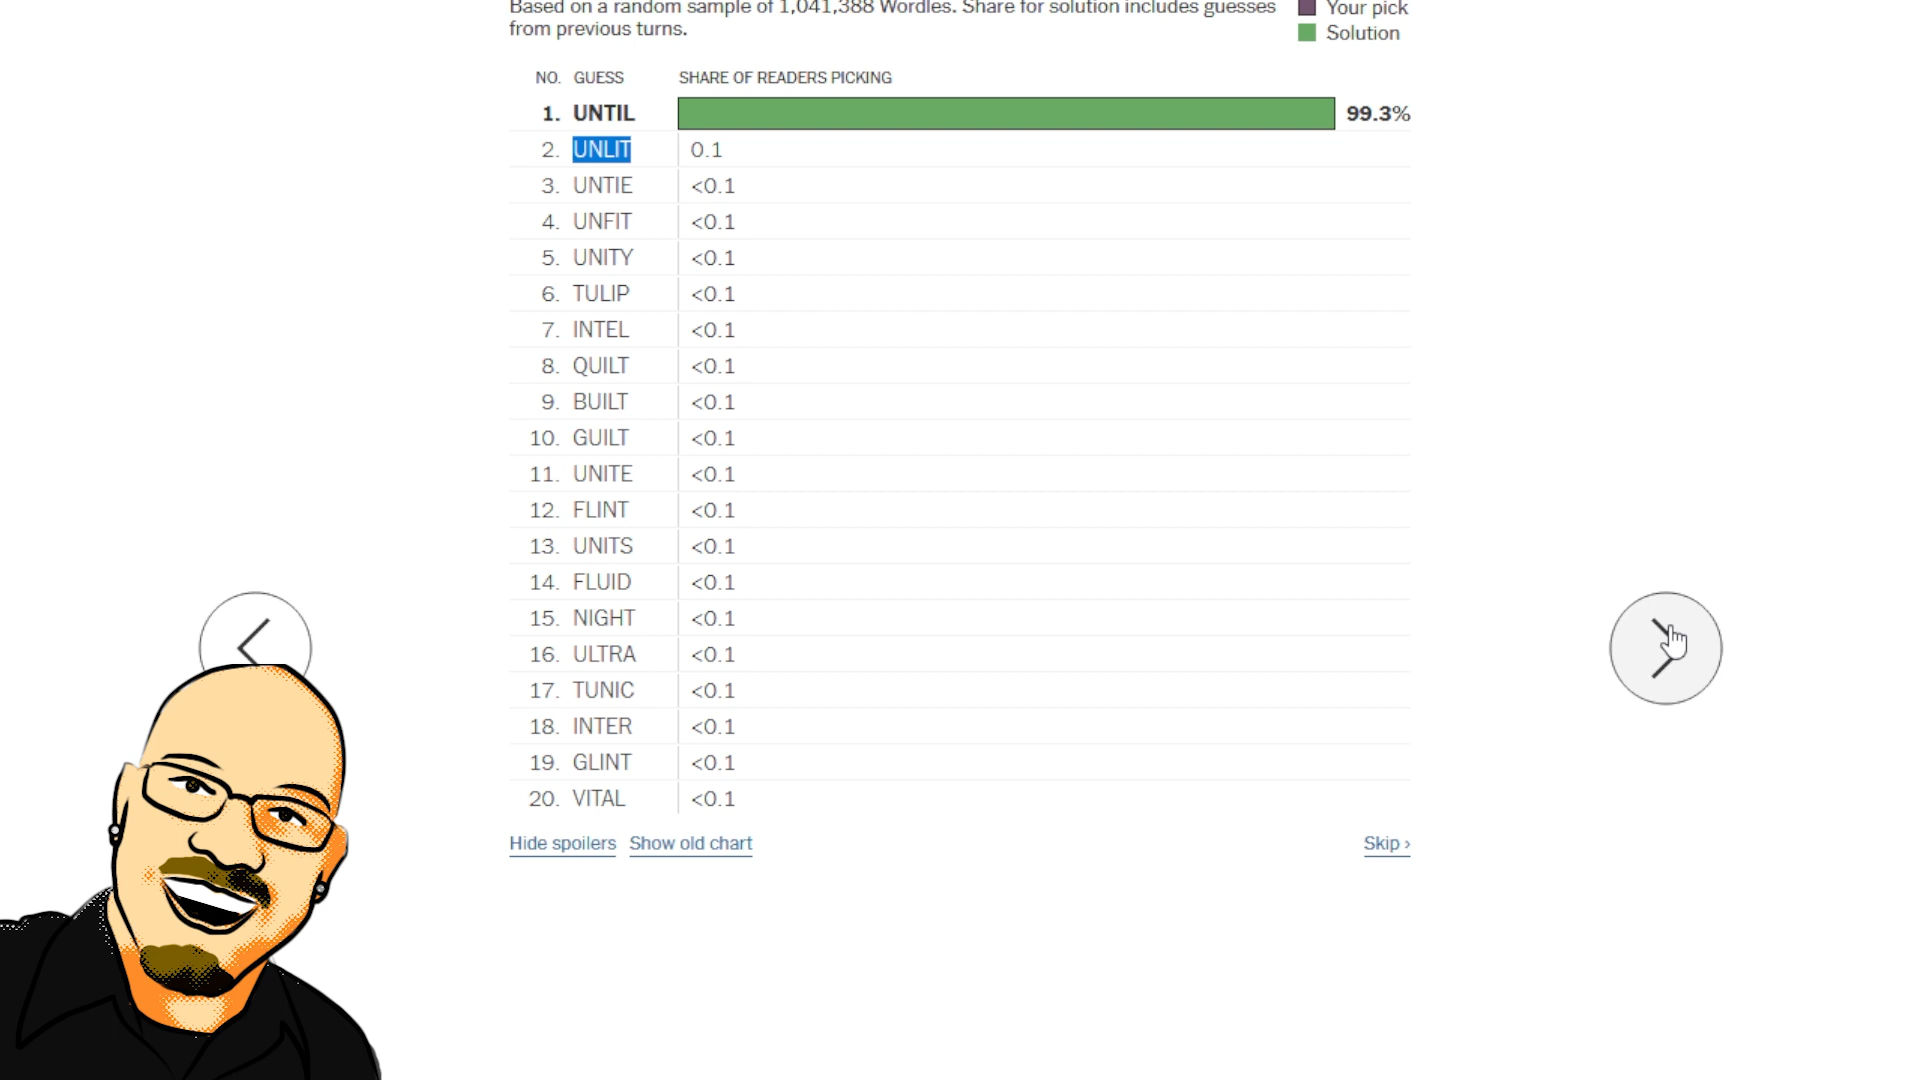 Based on a random sample of 1,041,388 Wordles. Share for solution includes guesses
from previous turns.
Your pick
Solution
NO. GUESS SHARE OF READERS PICKING
1. UNTIL 99.3%
2. UNLIT 0.1
3. UNTIE <0.1
4. UNFIT <0.1
5. UNITY <0.1
6. TULIP <0.1
7. INTEL <0.1
8. QUILT <0.1
9. BUILT <0.1
10. GUILT <0.1
11. UNITE <0.1
12. FLINT <0.1
13. UNITS <0.1
14. FLUID <0.1
15. NIGHT <0.1
16. ULTRA <0.1
17. TUNIC <0.1
18. INTER <0.1
19. GLINT <0.1
20. VITAL <0.1
Hide spoilers Show old chart Skip ›